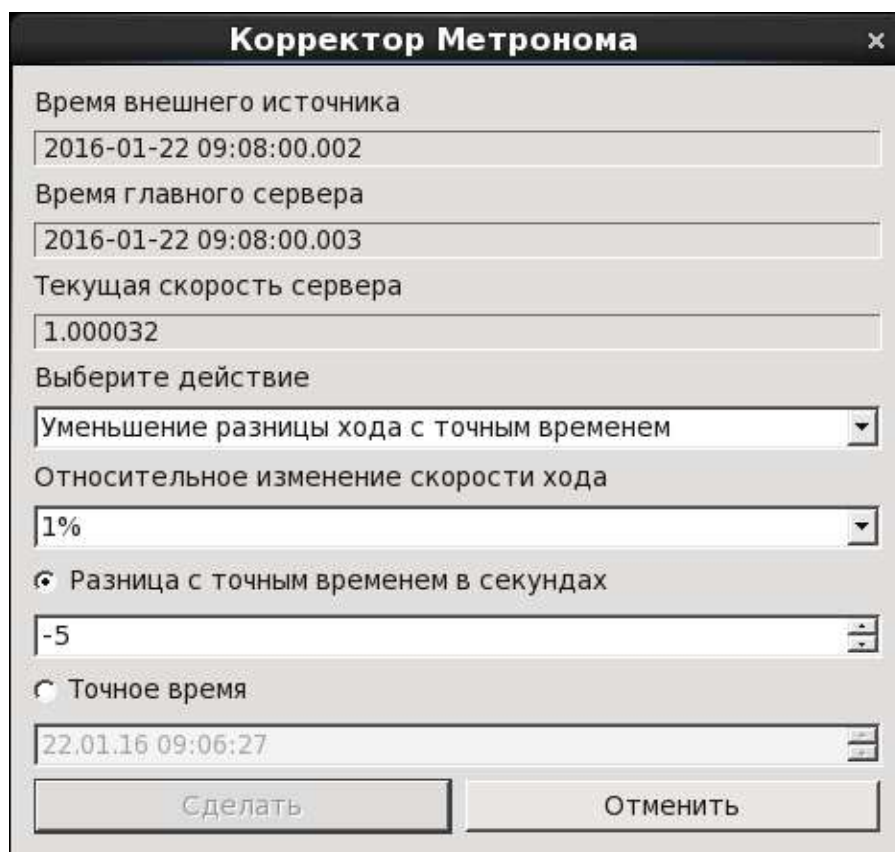 Корректор Метронома
Время внешнего источника
2016-01-22 09:08:00.002
Время главного сервера
2016-01-22 09:08:00.003
Текущая скорость сервера
1.000032
Выберите действие
Уменьшение разницы хода с точным временем
Относительное изменение скорости хода
1%
Разница с точным временем в секундах
-5
Точное время
22.01.16 09:06:27
Сделать Отменить